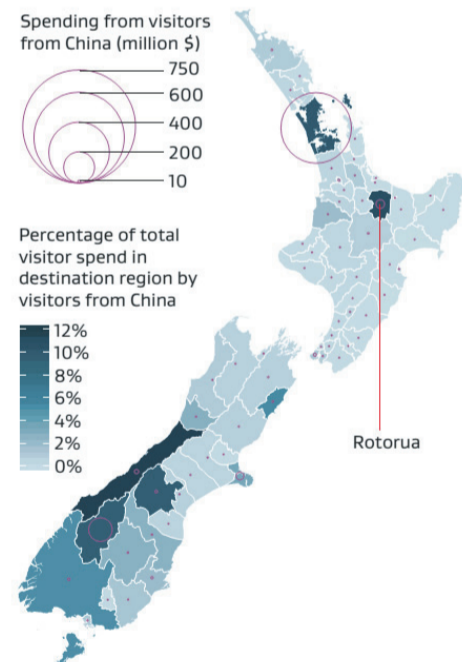 Spending from visitors
from China (million $)
750
600
400
200
10
Percentage of total
visitor spend in
destination region by
visitors from China
12%
10%
8%
6%
4%
2%
0%
Rotorua